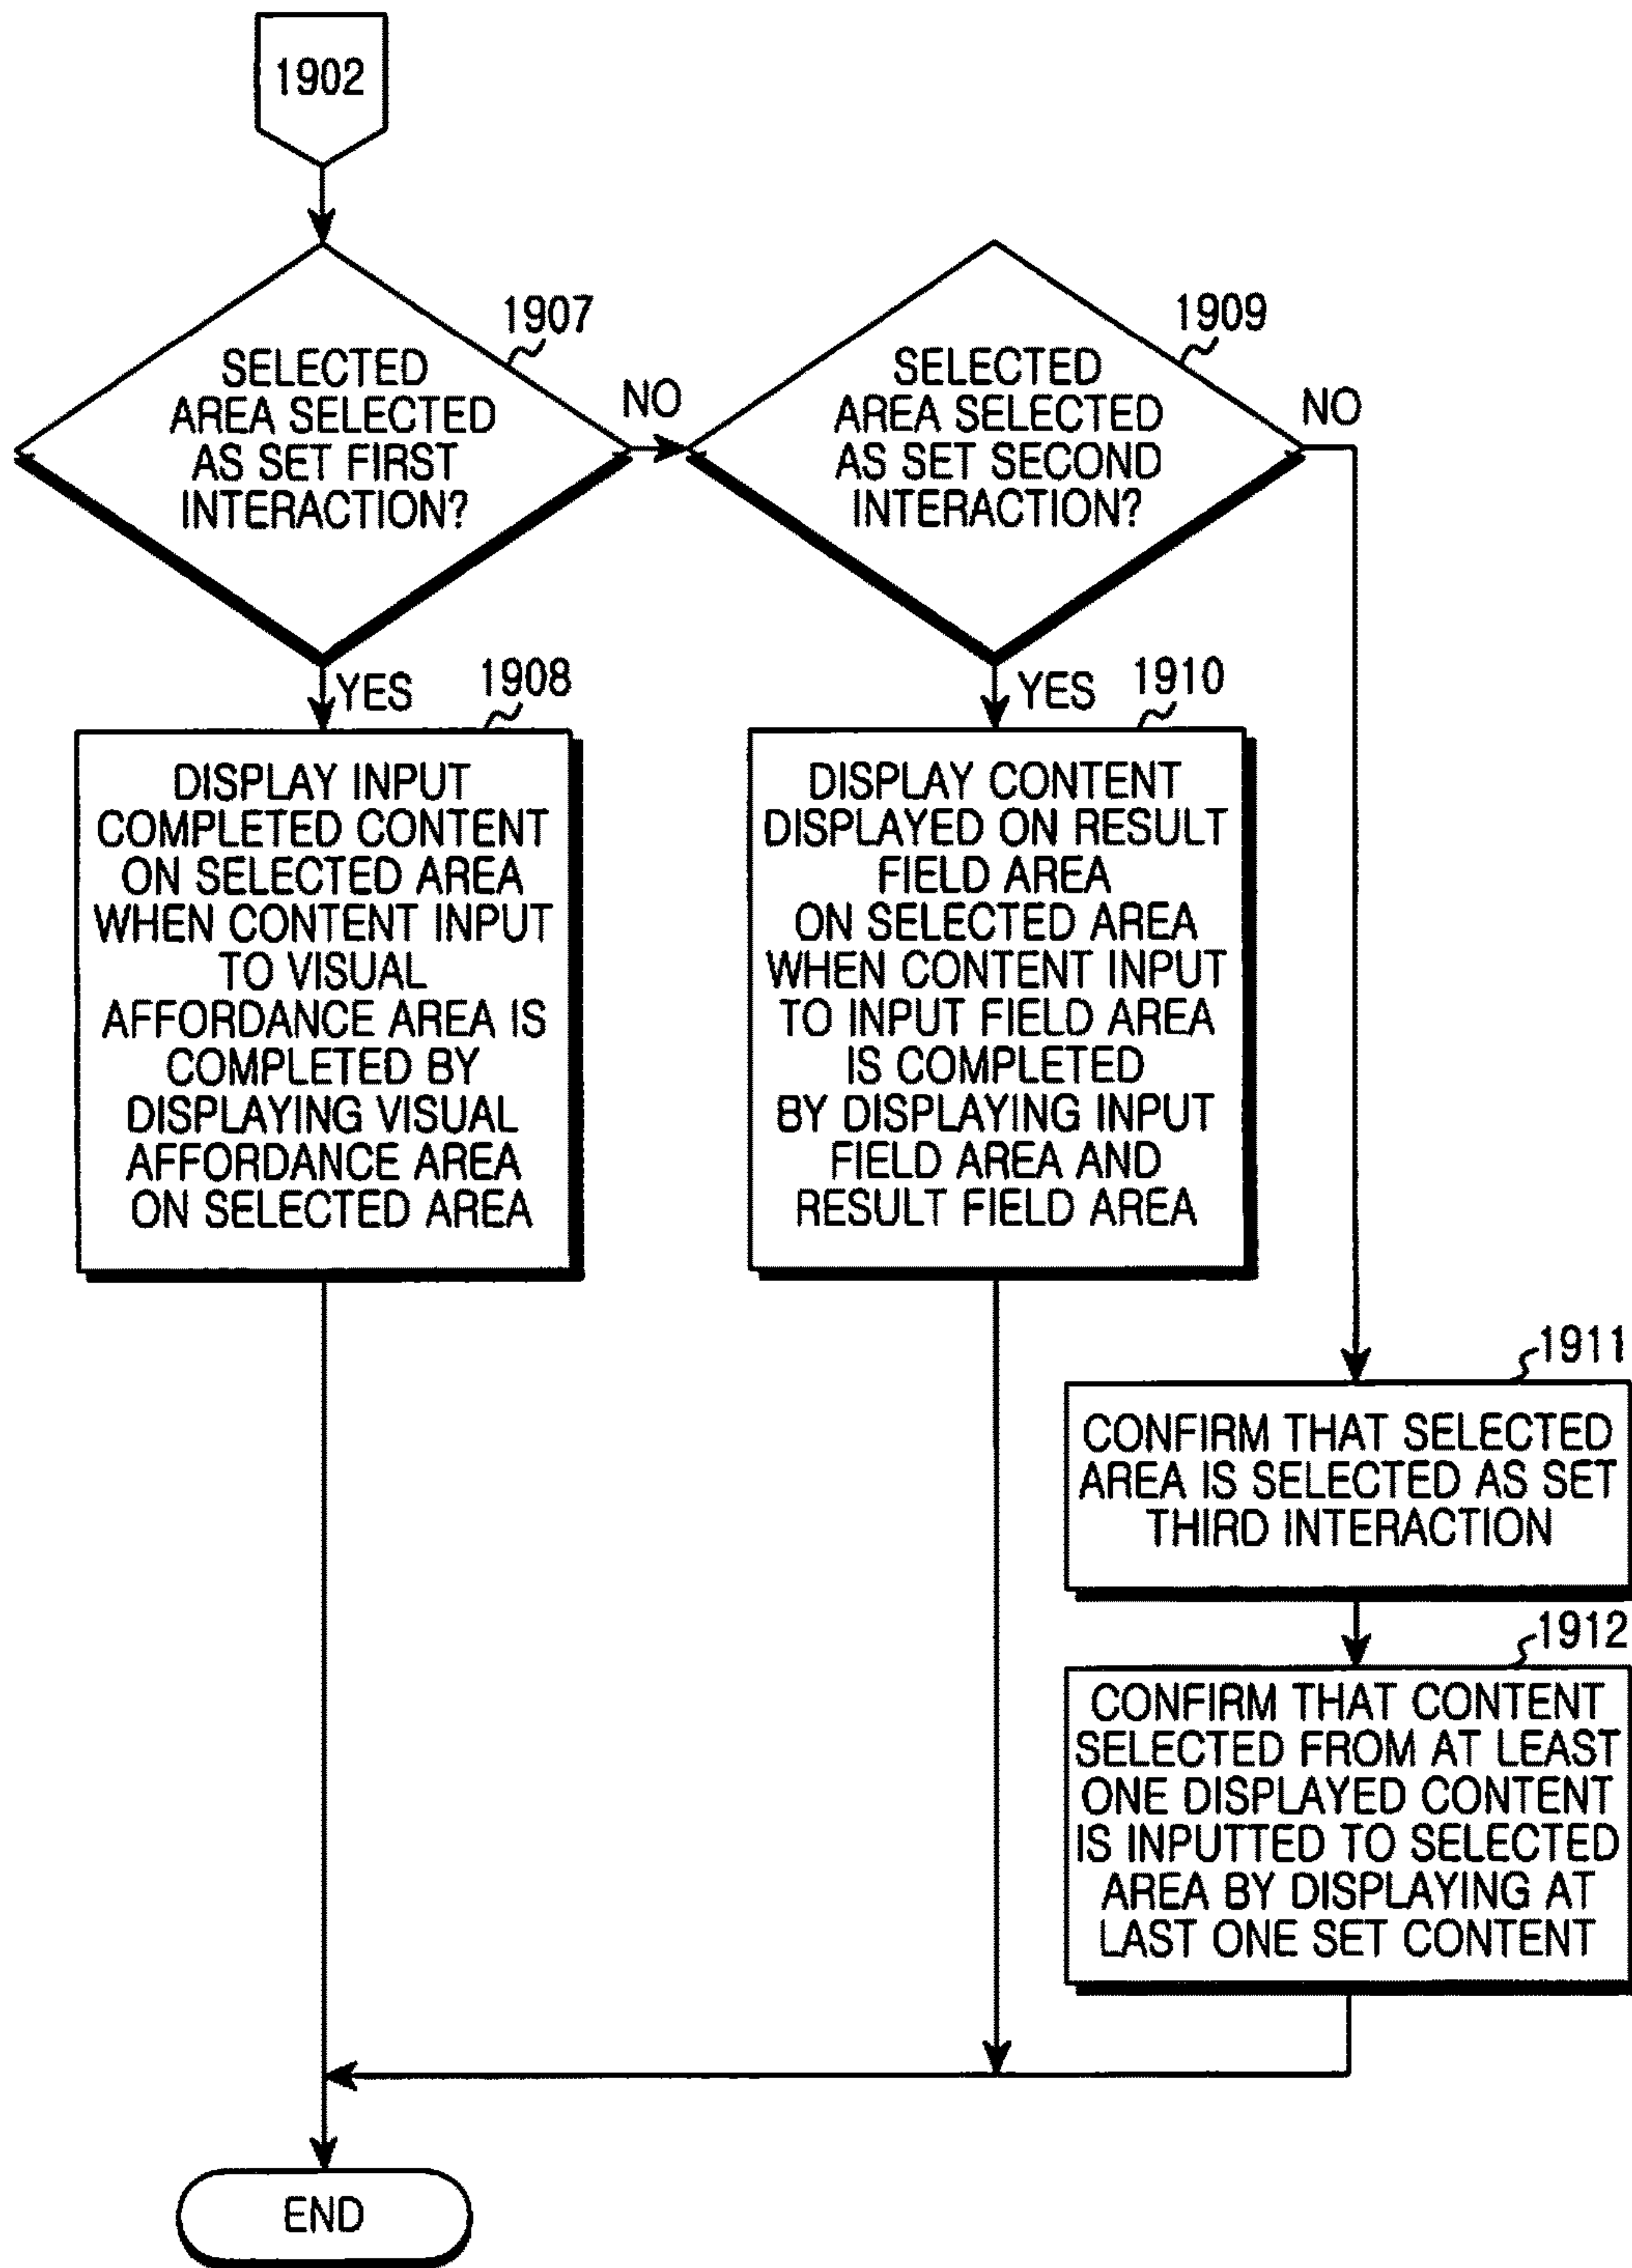 1902
1907
SELECTED
AREA SELECTED
AS SET FIRST
INTERACTION?
NO
1909
SELECTED
AREA SELECTED
AS SET SECOND
INTERACTION?
NO
YES
1908
DISPLAY INPUT
COMPLETED CONTENT
ON SELECTED AREA
WHEN CONTENT INPUT
TO VISUAL
AFFORDANCE AREA IS
COMPLETED BY
DISPLAYING VISUAL
AFFORDANCE AREA
ON SELECTED AREA
YES
1910
DISPLAY CONTENT
DISPLAYED ON RESULT
FIELD AREA
ON SELECTED AREA
WHEN CONTENT INPUT
TO INPUT FIELD AREA
IS COMPLETED
BY DISPLAYING INPUT
FIELD AREA AND
RESULT FIELD AREA
1911
CONFIRM THAT SELECTED
AREA IS SELECTED AS SET
THIRD INTERACTION
1912
CONFIRM THAT CONTENT
SELECTED FROM AT LEAST
ONE DISPLAYED CONTENT
IS INPUTTED TO SELECTED
AREA BY DISPLAYING AT
LAST ONE SET CONTENT
END